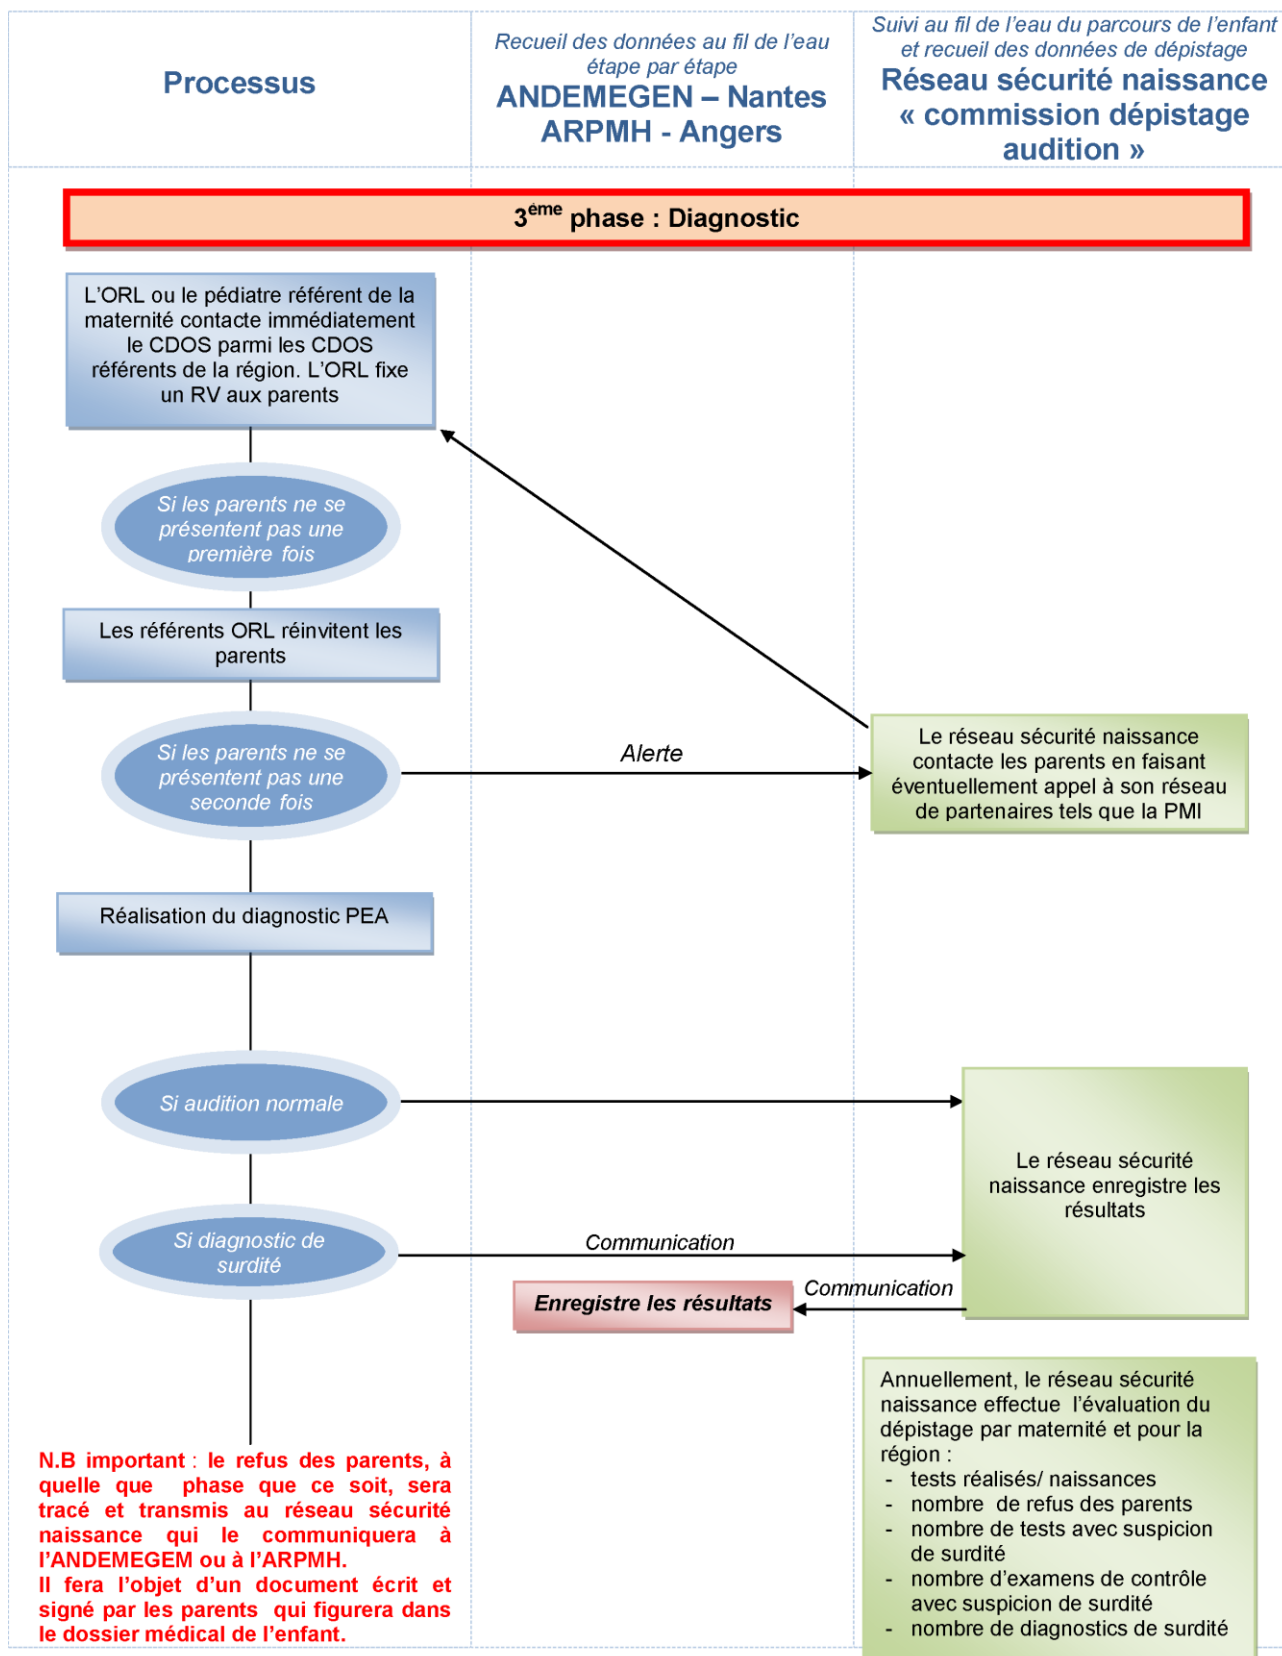 Processus
Recueil des données au fil de l'eau
étape par étape
ANDEMEGEN – Nantes
ARPMH - Angers
Suivi au fil de l'eau du parcours de l'enfant
et recueil des données de dépistage
Réseau sécurité naissance
« commission dépistage
audition »
3ème phase : Diagnostic
L'ORL ou le pédiatre référent de la
maternité contacte immédiatement
le CDOS parmi les CDOS
référents de la région. L'ORL fixe
un RV aux parents
Si les parents ne se
présentent pas une
première fois
Les référents ORL réinvitent les
parents
Si les parents ne se
présentent pas une
seconde fois
Alerte
Le réseau sécurité naissance
contacte les parents en faisant
éventuellement appel à son réseau
de partenaires tels que la PMI
Réalisation du diagnostic PEA
Si audition normale
Le réseau sécurité
naissance enregistre les
résultats
Si diagnostic de
surdité
Communication
Communication
Enregistre les résultats
Annuellement, le réseau sécurité
naissance effectue l'évaluation du
dépistage par maternité et pour la
région :
- tests réalisés/ naissances
- nombre de refus des parents
- nombre de tests avec suspicion
de surdité
- nombre d'examens de contrôle
avec suspicion de surdité
- nombre de diagnostics de surdité
N.B important : le refus des parents, à
quelle que phase que ce soit, sera
tracé et transmis au réseau sécurité
naissance qui le communiquera à
l'ANDEMEGEM ou à l'ARPMH.
Il fera l'objet d'un document écrit et
signé par les parents qui figurera dans
le dossier médical de l'enfant.